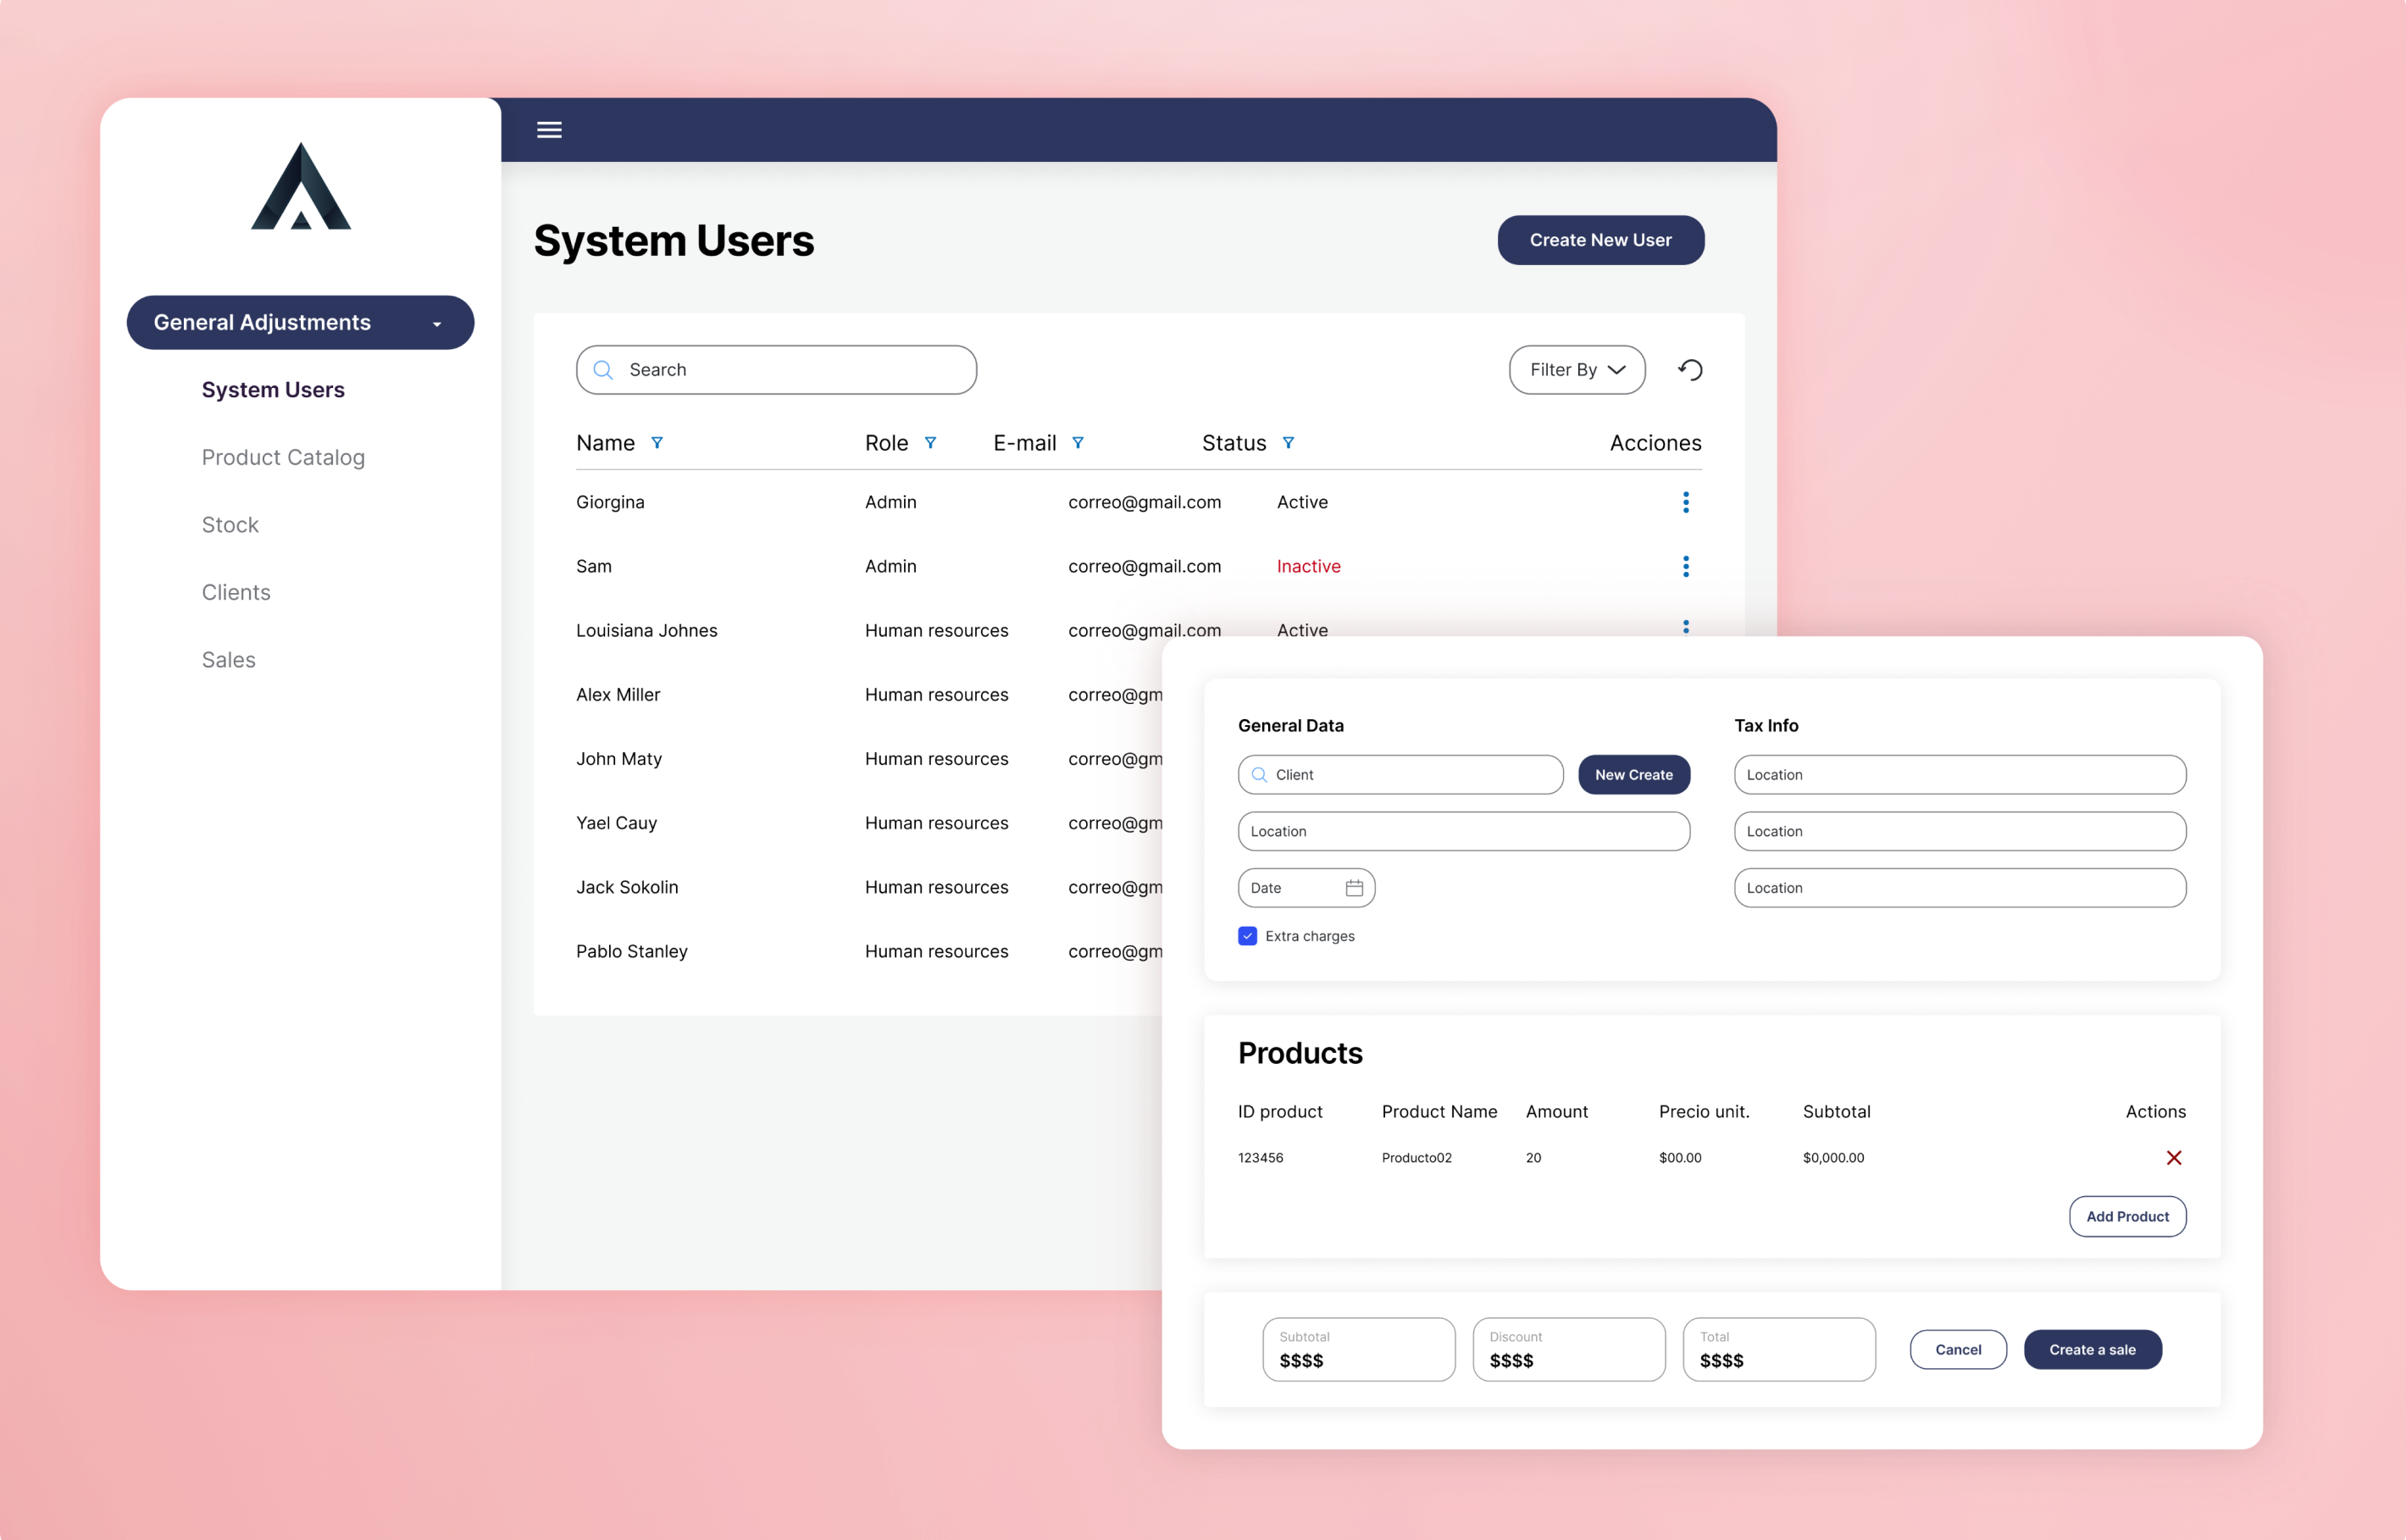 General Adjustments
System Users
Product Catalog
Stock
Clients
Sales
System Users
Create New User
Search
Filter By
Name Role E-mail Status Acciones
Giorgina Admin correo@gmail.com Active
Sam Admin correo@gmail.com Inactive
Louisiana Johnes Human resources correo@gmail.com Active
Alex Miller Human resources correo@gm
John Maty Human resources correo@gm
Yael Cauy Human resources correo@gm
Jack Sokolin Human resources correo@gm
Pablo Stanley Human resources correo@gm
General Data
Client
New Create
Location
Date
Extra charges
Tax Info
Location
Location
Location
Products
ID product Product Name Amount Precio unit. Subtotal Actions
123456 Producto02 20 $00.00 $0,000.00
Add Product
Subtotal
$$$$
Discount
$$$$
Total
$$$$
Cancel
Create a sale